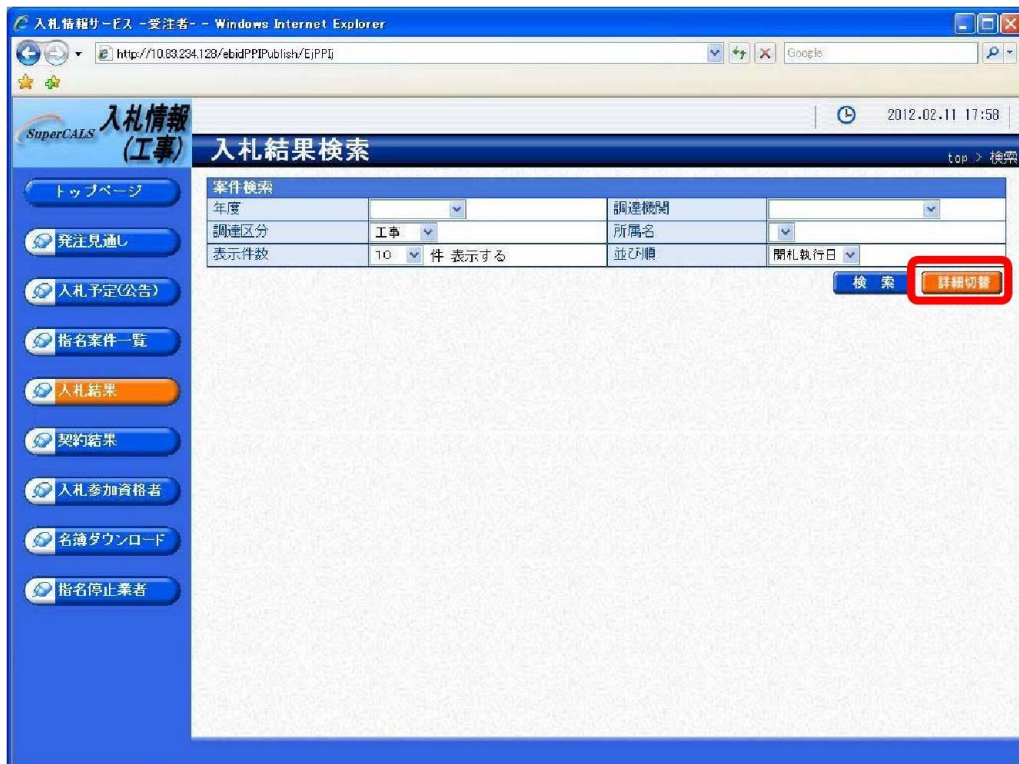 入札情報サービス -受注者- - Windows Internet Explorer
http://10.83.234.128/ebidPPIPublish/EjPPIj
Google
SuperCALS 入札情報(工事)
2012.02.11 17:58
入札結果検索
top > 検索
トップページ
発注見通し
入札予定(公告)
指名案件一覧
入札結果
契約結果
入札参加資格者
名簿ダウンロード
指名停止業者
案件検索
年度 調達機関
調達区分 工事 所属名
表示件数 10 件 表示する 並び順 開札執行日
検 索 詳細切替